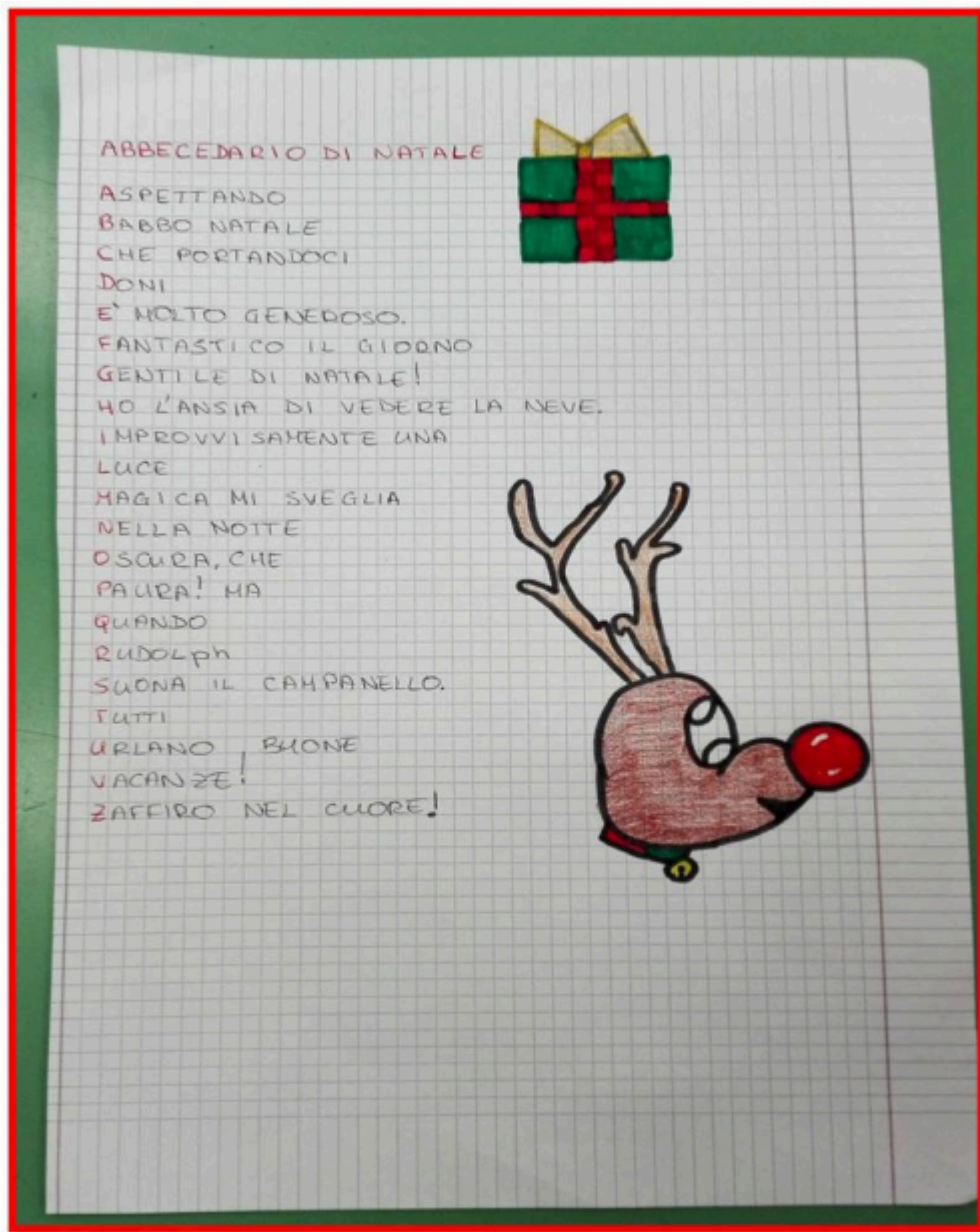 ABBECEDARIO DI NATALE
ASPETTANDO
BABBO NATALE
CHE PORTANDOCI
DONI
E' MOLTO GENEROSO.
FANTASTICO IL GIORNO
GENTILE DI NATALE!
HO L'ANSIA DI VEDERE LA NEVE.
IMPROVVISAMENTE UNA
LUCE
MAGICA MI SVEGLIA
NELLA NOTTE
OSCURA, CHE
PAURA! MA
QUANDO
RUDOLph
SUONA IL CAMPANELLO.
TUTTI
URLANO, BUONE
VACANZE!
ZAFFIRO NEL CUORE!